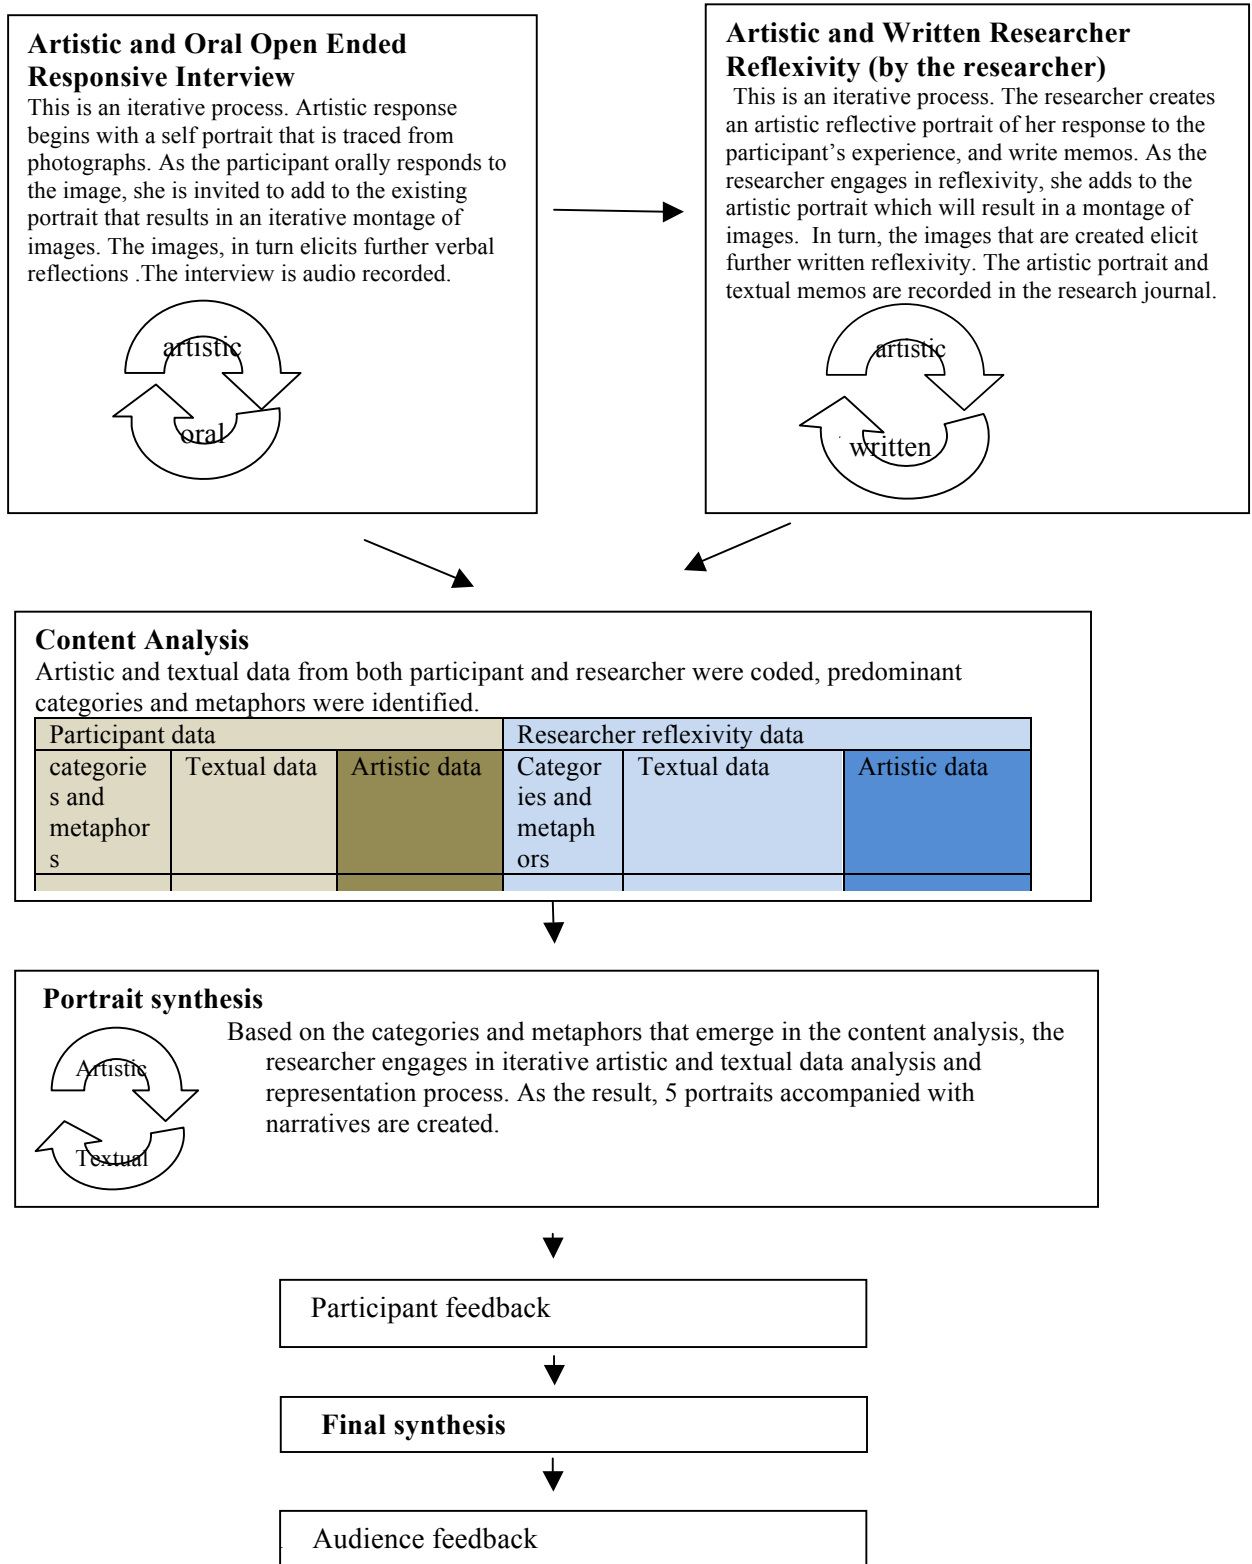 Artistic and Oral Open Ended
Responsive Interview
This is an iterative process. Artistic response
begins with a self portrait that is traced from
photographs. As the participant orally responds to
the image, she is invited to add to the existing
portrait that results in an iterative montage of
images. The images, in turn elicits further verbal
reflections .The interview is audio recorded.
artistic
oral
Artistic and Written Researcher
Reflexivity (by the researcher)
This is an iterative process. The researcher creates
an artistic reflective portrait of her response to the
participant’s experience, and write memos. As the
researcher engages in reflexivity, she adds to the
artistic portrait which will result in a montage of
images.  In turn, the images that are created elicit
further written reflexivity. The artistic portrait and
textual memos are recorded in the research journal.
artistic
written
Content Analysis
Artistic and textual data from both participant and researcher were coded, predominant
categories and metaphors were identified.
Participant data
Researcher reflexivity data
categorie
s and
metaphor
s
Textual data
Artistic data
Categor
ies and
metaph
ors
Textual data
Artistic data
Portrait synthesis
Artistic
Textual
Based on the categories and metaphors that emerge in the content analysis, the
researcher engages in iterative artistic and textual data analysis and
representation process. As the result, 5 portraits accompanied with
narratives are created.
Participant feedback
Final synthesis
Audience feedback